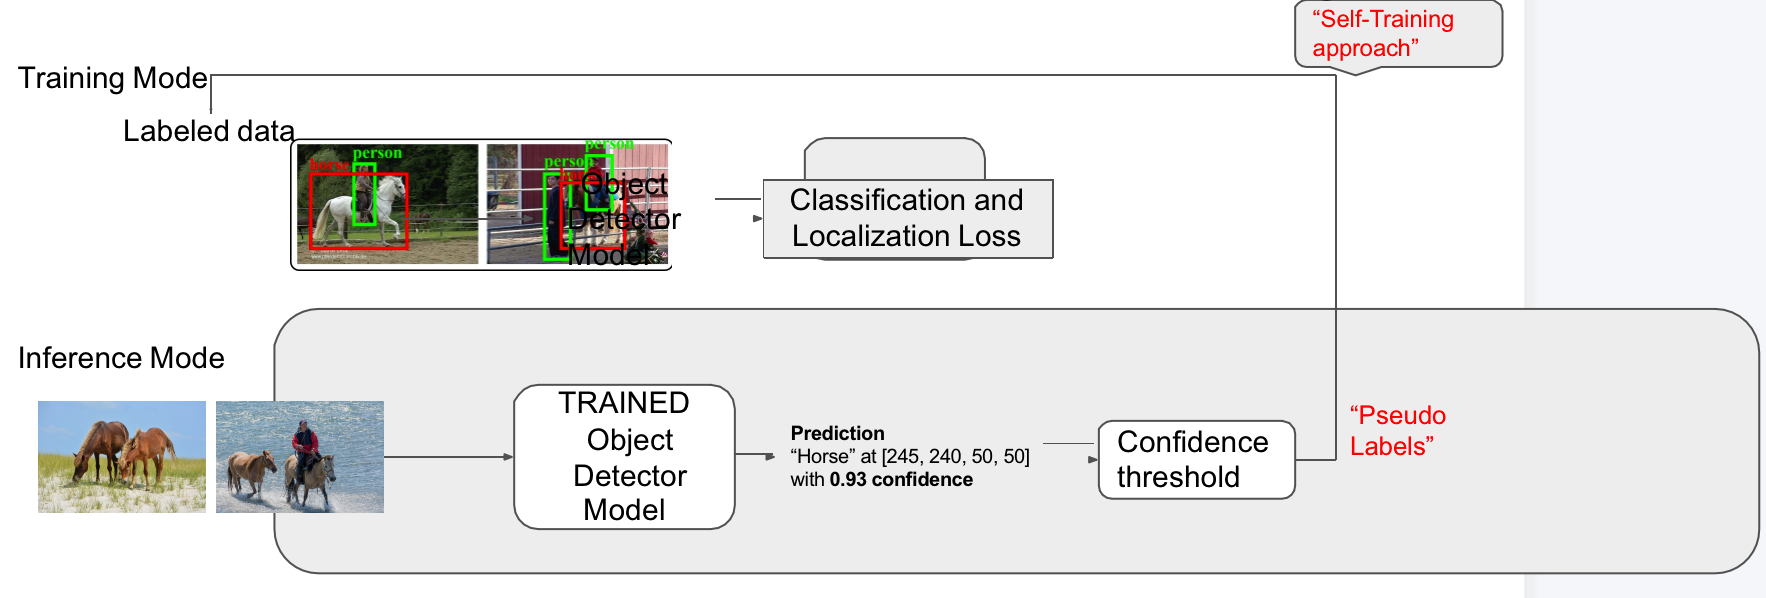 “Self-Training
approach”
Training Mode
Labeled data
person
horse
person
person
Object
Detector
Model
Classification and
Localization Loss
Inference Mode
TRAINED
Object
Detector
Model
Prediction
“Horse” at [245, 240, 50, 50]
with 0.93 confidence
Confidence
threshold
“Pseudo
Labels”